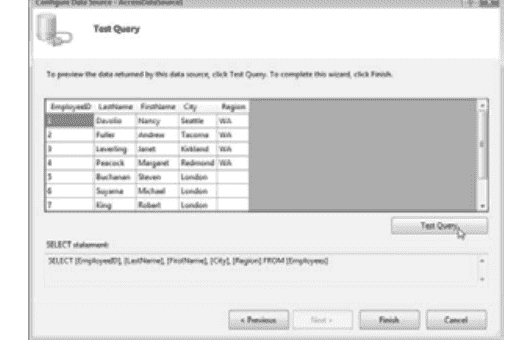 Configure Data Source - AccessDataSource1
Test Query
To preview the data returned by this data source, click Test Query. To complete this wizard, click Finish.
EmployeeID LastName FirstName City Region
1 Davolio Nancy Seattle WA
2 Fuller Andrew Tacoma WA
3 Leverling Janet Kirkland WA
4 Peacock Margaret Redmond WA
5 Buchanan Steven London
6 Suyama Michael London
7 King Robert London
Test Query
SELECT statement:
SELECT [EmployeeID], [LastName], [FirstName], [City], [Region] FROM [Employees]
< Previous Next > Finish Cancel